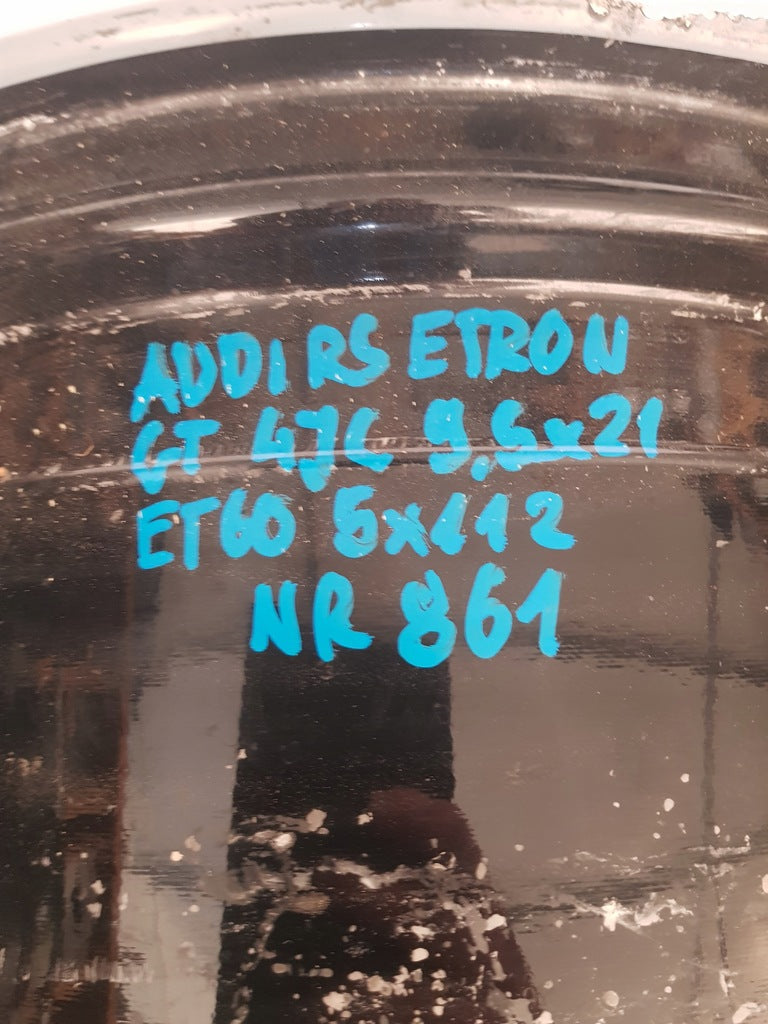 AUDI RS ETRON
GT 4J6 9,5x21
ET60 5x112
NR 861